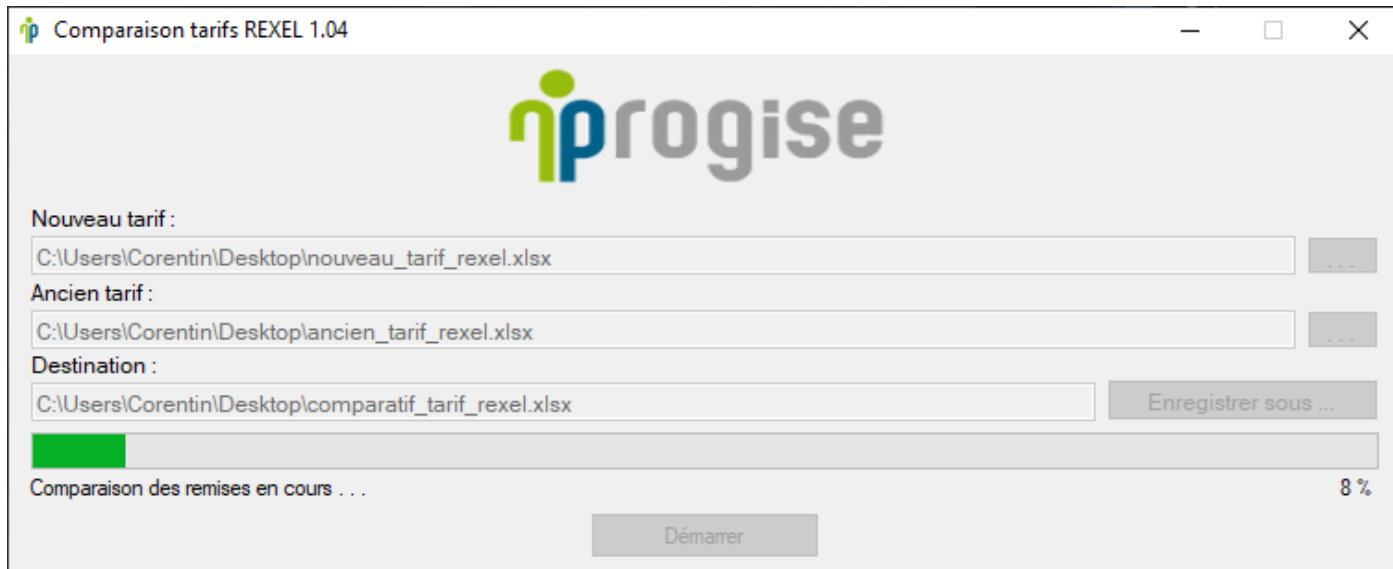 Comparaison tarifs REXEL 1.04
progise
Nouveau tarif :
C:\Users\Corentin\Desktop\nouveau_tarif_rexel.xlsx
...
Ancien tarif :
C:\Users\Corentin\Desktop\ancien_tarif_rexel.xlsx
...
Destination :
C:\Users\Corentin\Desktop\comparatif_tarif_rexel.xlsx
Enregistrer sous ...
Comparaison des remises en cours . . .
8 %
Démarrer